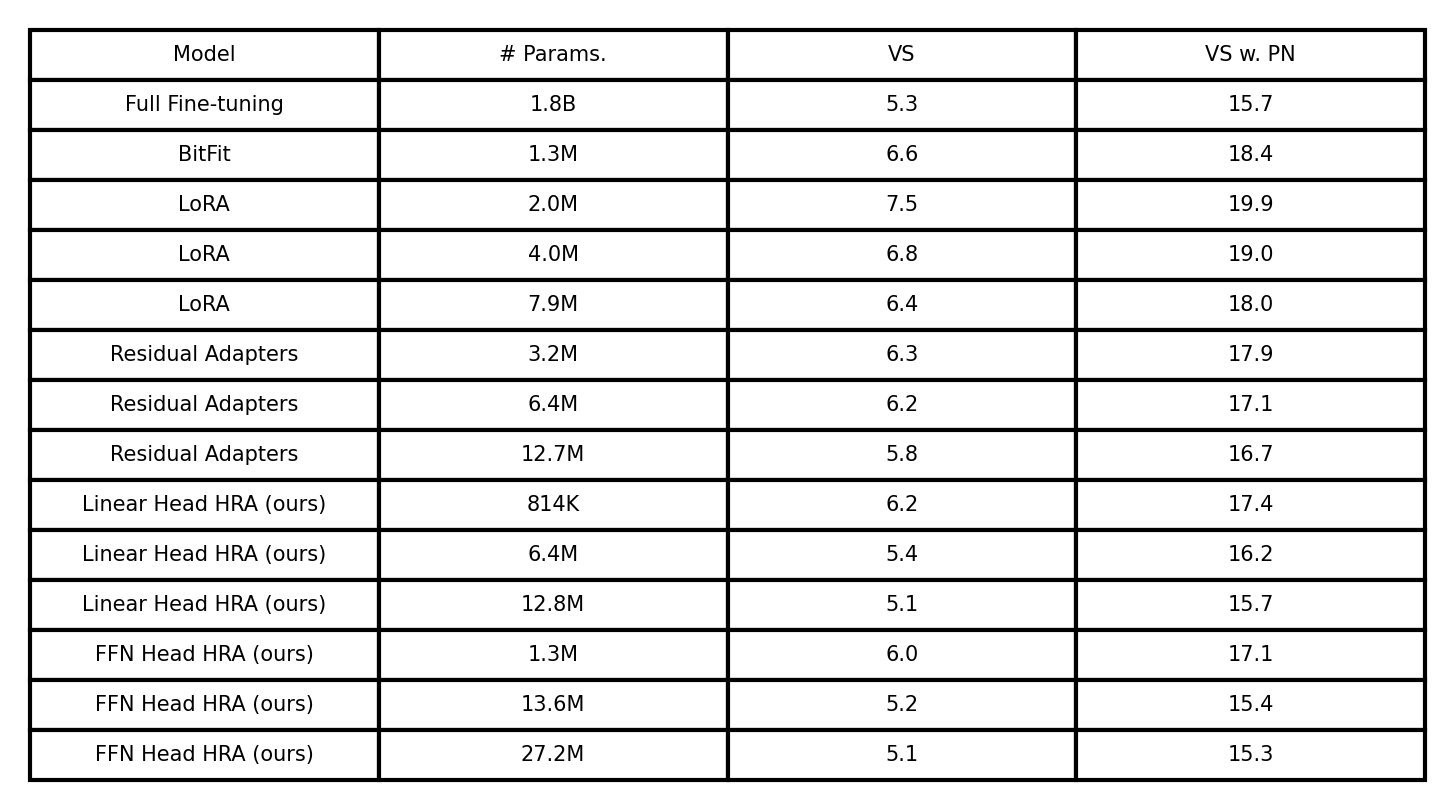 Model # Params. VS VS w. PN
Full Fine-tuning 1.8B 5.3 15.7
BitFit 1.3M 6.6 18.4
LoRA 2.0M 7.5 19.9
LoRA 4.0M 6.8 19.0
LoRA 7.9M 6.4 18.0
Residual Adapters 3.2M 6.3 17.9
Residual Adapters 6.4M 6.2 17.1
Residual Adapters 12.7M 5.8 16.7
Linear Head HRA (ours) 814K 6.2 17.4
Linear Head HRA (ours) 6.4M 5.4 16.2
Linear Head HRA (ours) 12.8M 5.1 15.7
FFN Head HRA (ours) 1.3M 6.0 17.1
FFN Head HRA (ours) 13.6M 5.2 15.4
FFN Head HRA (ours) 27.2M 5.1 15.3